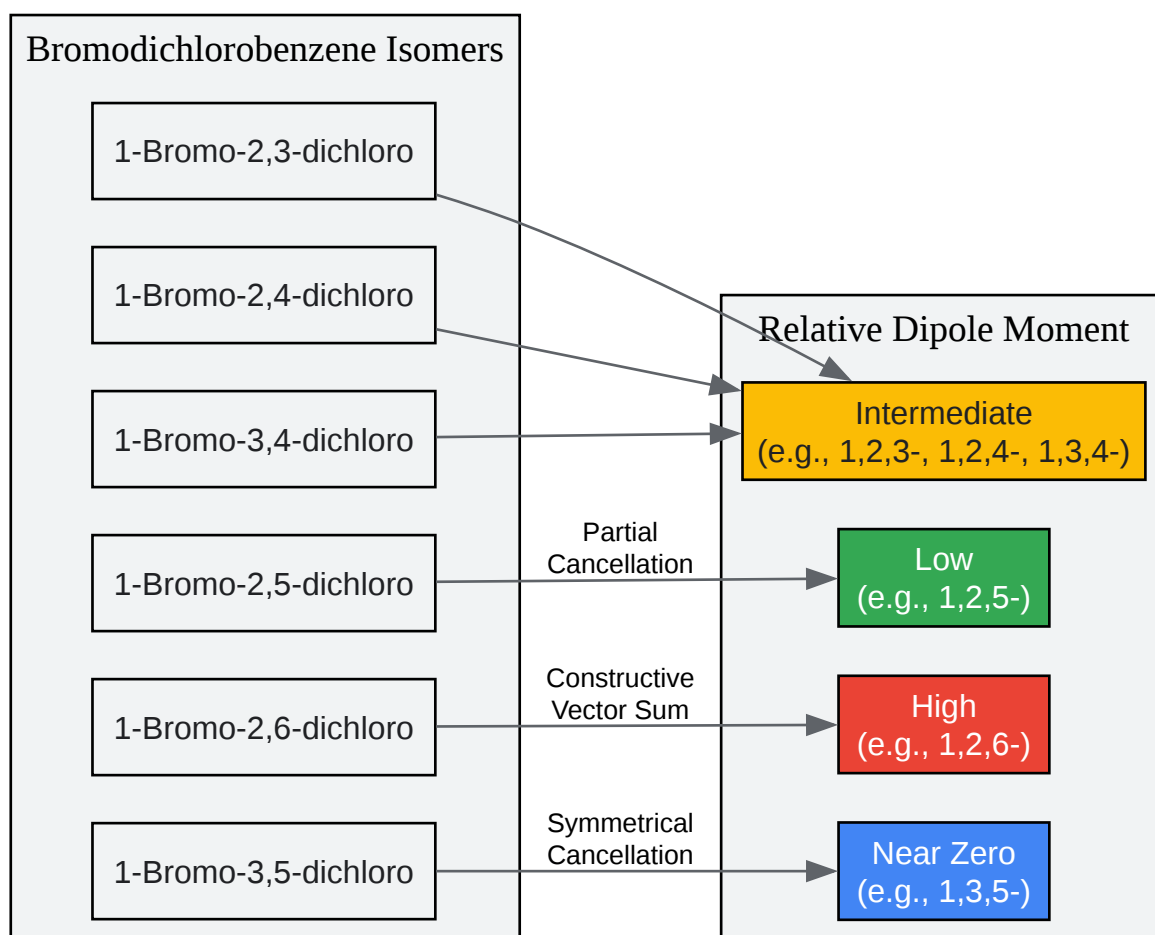 Bromodichlorobenzene Isomers
1-Bromo-2,3-dichloro
1-Bromo-2,4-dichloro
1-Bromo-3,4-dichloro
1-Bromo-2,5-dichloro
1-Bromo-2,6-dichloro
1-Bromo-3,5-dichloro
Partial
Cancellation
Constructive
Vector Sum
Symmetrical
Cancellation
Relative Dipole Moment
Intermediate
(e.g., 1,2,3-, 1,2,4-, 1,3,4-)
Low
(e.g., 1,2,5-)
High
(e.g., 1,2,6-)
Near Zero
(e.g., 1,3,5-)